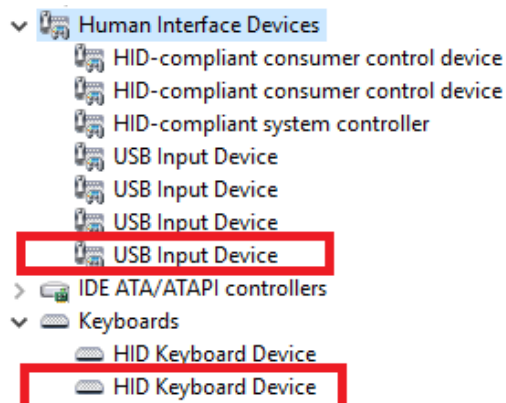 Human Interface Devices
HID-compliant consumer control device
HID-compliant consumer control device
HID-compliant system controller
USB Input Device
USB Input Device
USB Input Device
USB Input Device
IDE ATA/ATAPI controllers
Keyboards
HID Keyboard Device
HID Keyboard Device